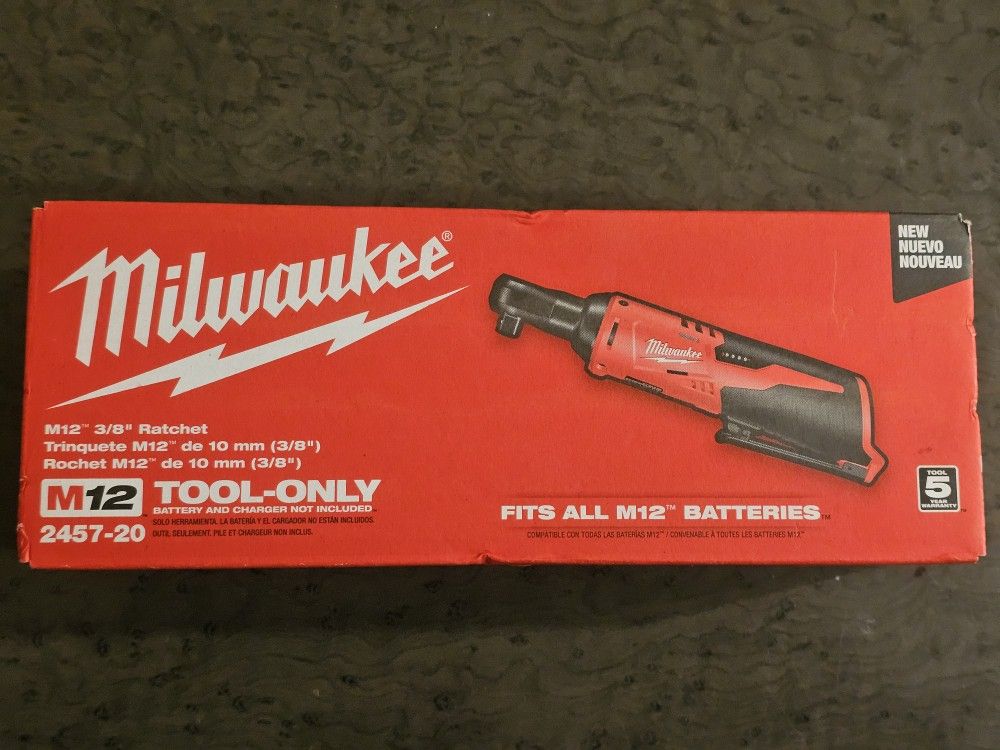 Milwaukee®
NEW
NUEVO
NOUVEAU
Milwaukee
M12™ 3/8" Ratchet
Trinquete M12™ de 10 mm (3/8")
Rochet M12™ de 10 mm (3/8")
M12™ TOOL-ONLY
BATTERY AND CHARGER NOT INCLUDED
2457-20
SOLO HERRAMIENTA. LA BATERÍA Y EL CARGADOR NO ESTÁN INCLUIDOS.
OUTIL SEULEMENT. PILE ET CHARGEUR NON INCLUS.
FITS ALL M12™ BATTERIES™
COMPATIBLE CON TODAS LAS BATERÍAS M12™ / CONVENABLE À TOUTES LES BATTERIES M12™
TOOL
5
YEAR
WARRANTY™